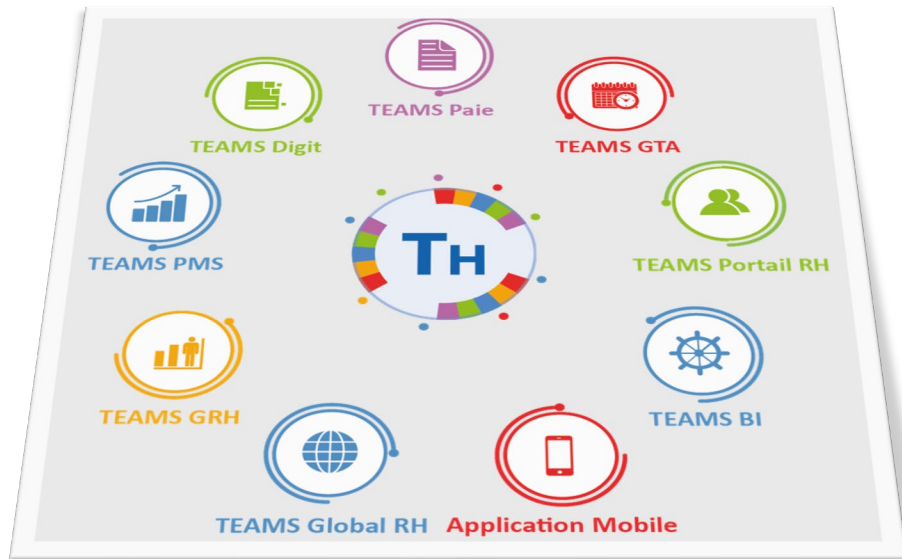 TEAMS Paie
TEAMS Digit
TEAMS GTA
TEAMS PMS
TH
TEAMS Portail RH
TEAMS GRH
TEAMS BI
TEAMS Global RH
Application Mobile